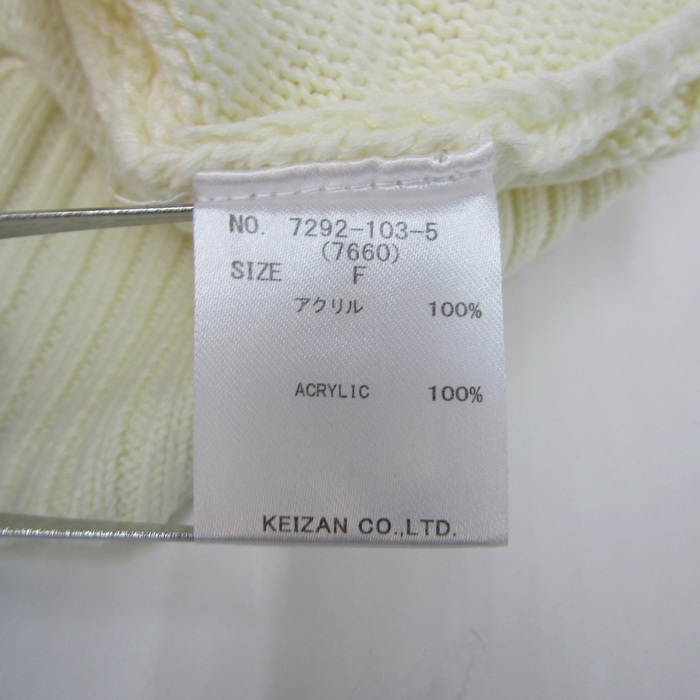 NO. 7292-103-5
(7660)
SIZE F
アクリル 100%
ACRYLIC 100%
KEIZAN CO.,LTD.